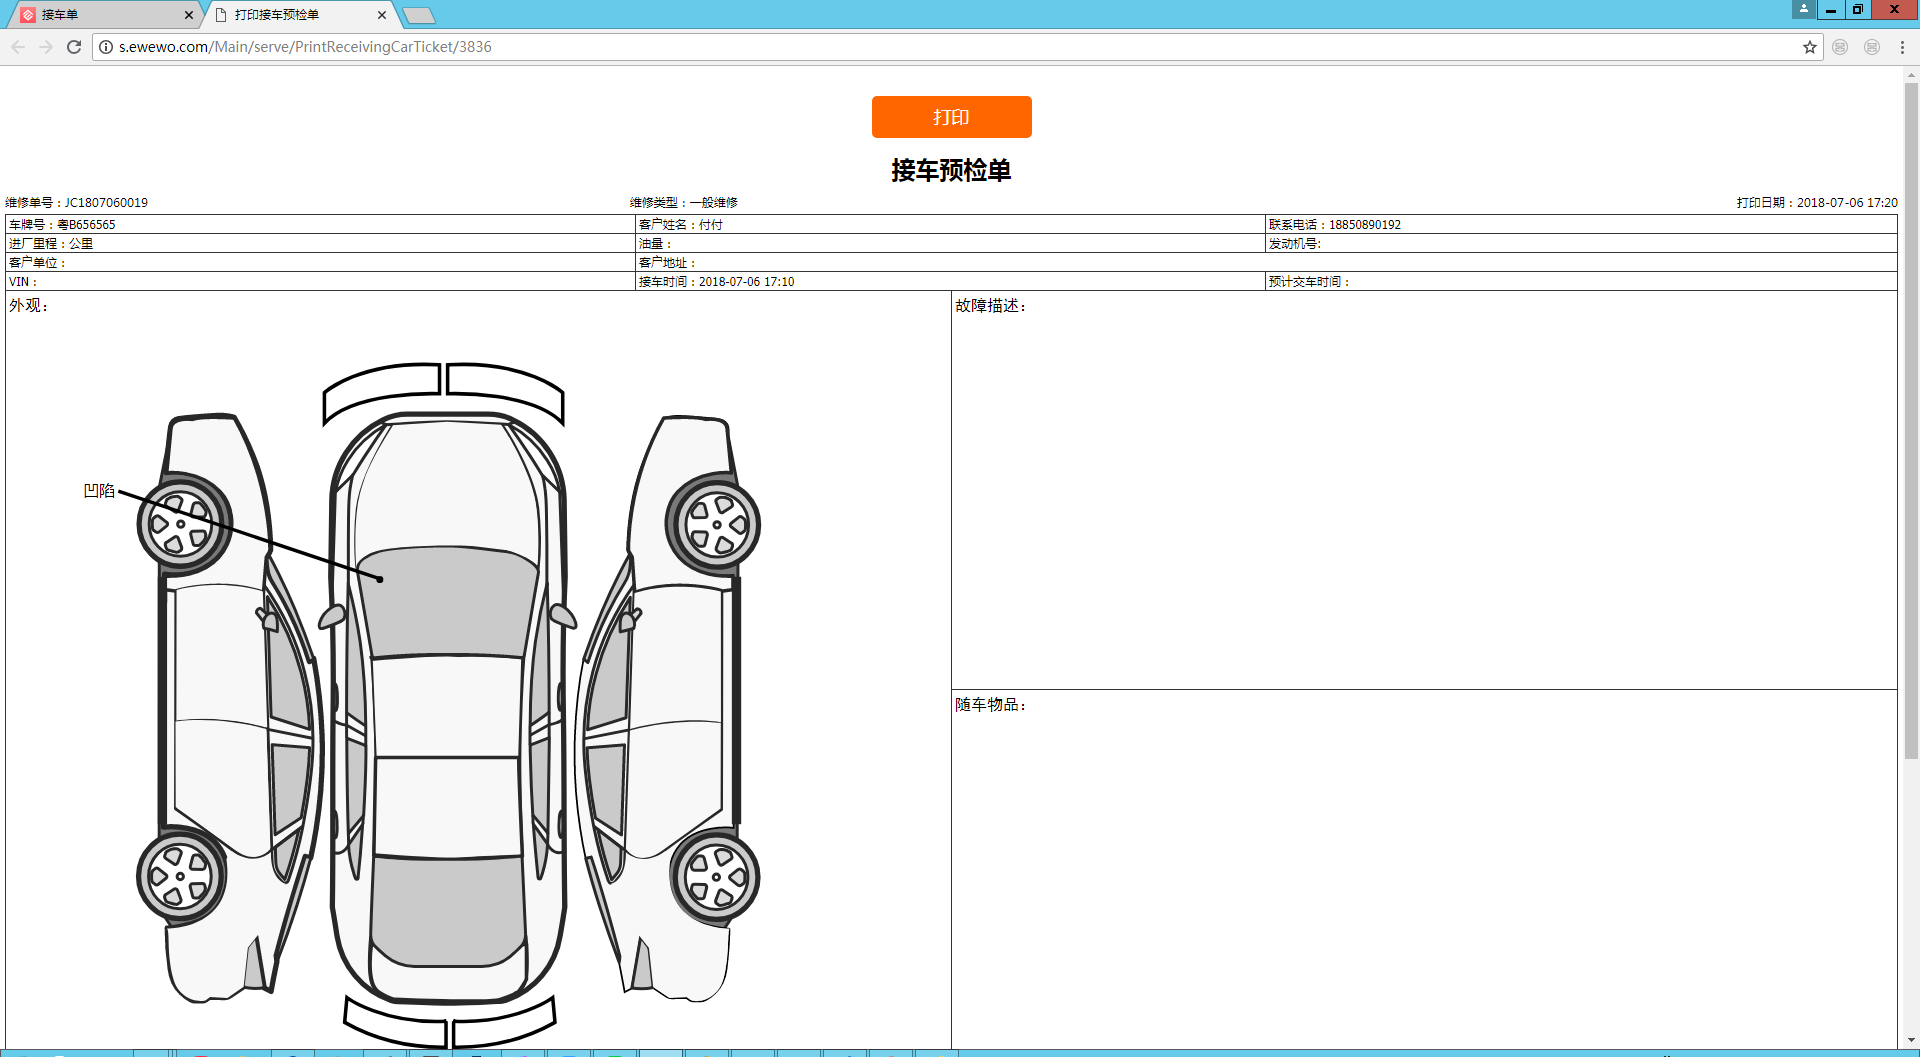 接车单
打印接车预检单
s.ewewo.com/Main/serve/PrintReceivingCarTicket/3836
打印
接车预检单
维修单号：JC1807060019 维修类型：一般维修 打印日期：2018-07-06 17:20
车牌号：粤B656565 客户姓名：付付 联系电话：18850890192
进厂里程：公里 油量： 发动机号:
客户单位： 客户地址：
VIN： 接车时间：2018-07-06 17:10 预计交车时间：
外观： 故障描述：
凹陷
随车物品：